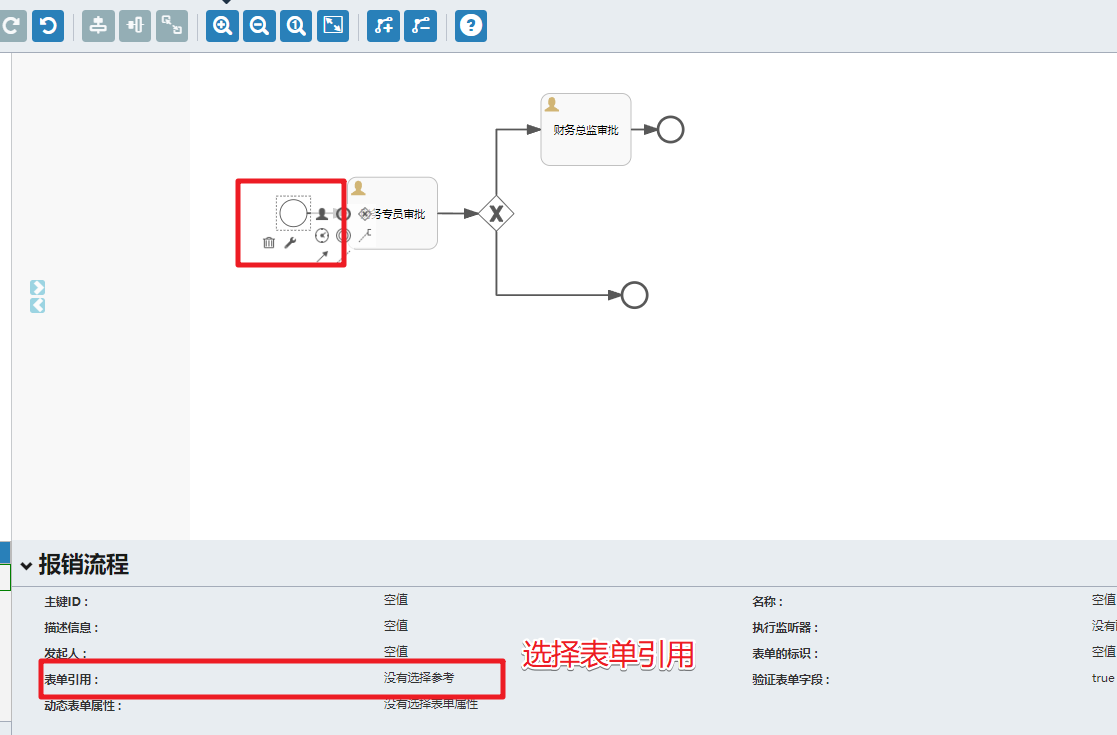 财务总监审批
务专员审批
报销流程
主键ID：
空值
名称：
空值
描述信息：
空值
执行监听器：
没有
发起人：
空值
表单的标识：
空值
选择表单引用
表单引用：
没有选择参考
验证表单字段：
true
动态表单属性：
没有选择表单属性